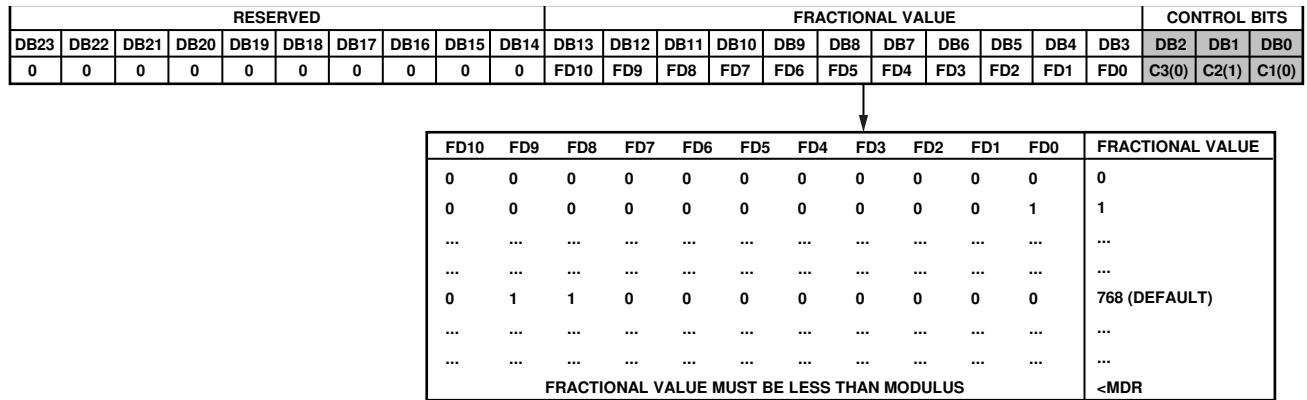 RESERVED FRACTIONAL VALUE CONTROL BITS
DB23 DB22 DB21 DB20 DB19 DB18 DB17 DB16 DB15 DB14 DB13 DB12 DB11 DB10 DB9 DB8 DB7 DB6 DB5 DB4 DB3 DB2 DB1 DB0
0 0 0 0 0 0 0 0 0 0 FD10 FD9 FD8 FD7 FD6 FD5 FD4 FD3 FD2 FD1 FD0 C3(0) C2(1) C1(0)
FD10 FD9 FD8 FD7 FD6 FD5 FD4 FD3 FD2 FD1 FD0 FRACTIONAL VALUE
0 0 0 0 0 0 0 0 0 0 0 0
0 0 0 0 0 0 0 0 0 0 1 1
... ... ... ... ... ... ... ... ... ... ... ...
... ... ... ... ... ... ... ... ... ... ... ...
0 1 1 0 0 0 0 0 0 0 0 768 (DEFAULT)
... ... ... ... ... ... ... ... ... ... ... ...
... ... ... ... ... ... ... ... ... ... ... ...
FRACTIONAL VALUE MUST BE LESS THAN MODULUS <MDR